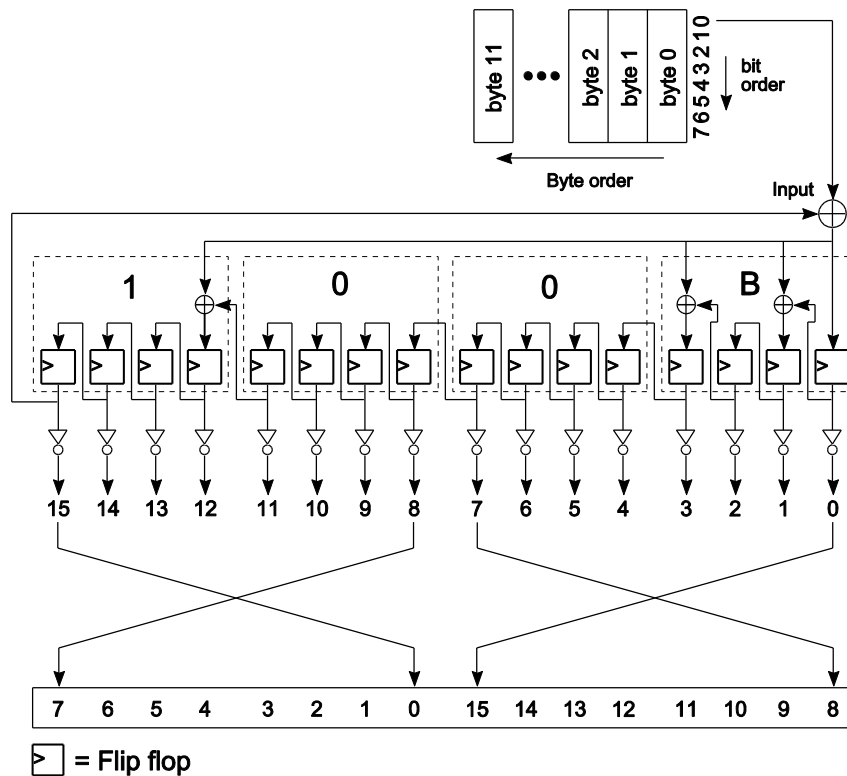 byte 11
byte 2
byte 1
byte 0
76543210
bit
order
Byte order
Input
1 0 0 B
> > > > > > > > > > > > > > > >
15 14 13 12 11 10 9 8 7 6 5 4 3 2 1 0
7 6 5 4 3 2 1 0 15 14 13 12 11 10 9 8
> = Flip flop